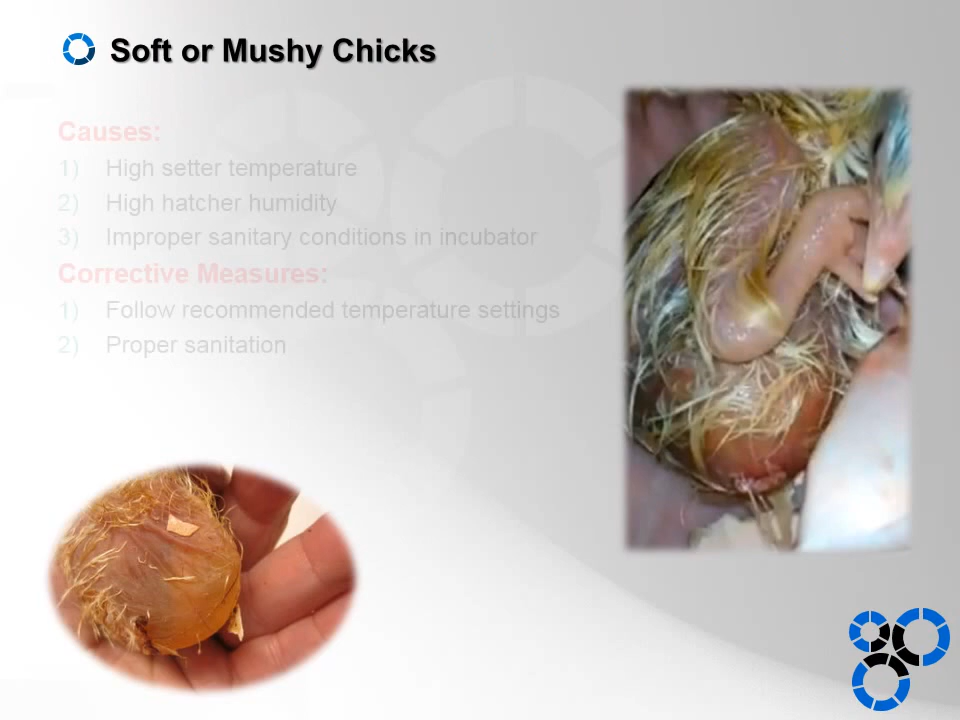 Soft or Mushy Chicks
Causes:
1) High setter temperature
2) High hatcher humidity
3) Improper sanitary conditions in incubator
Corrective Measures:
1) Follow recommended temperature settings
2) Proper sanitation